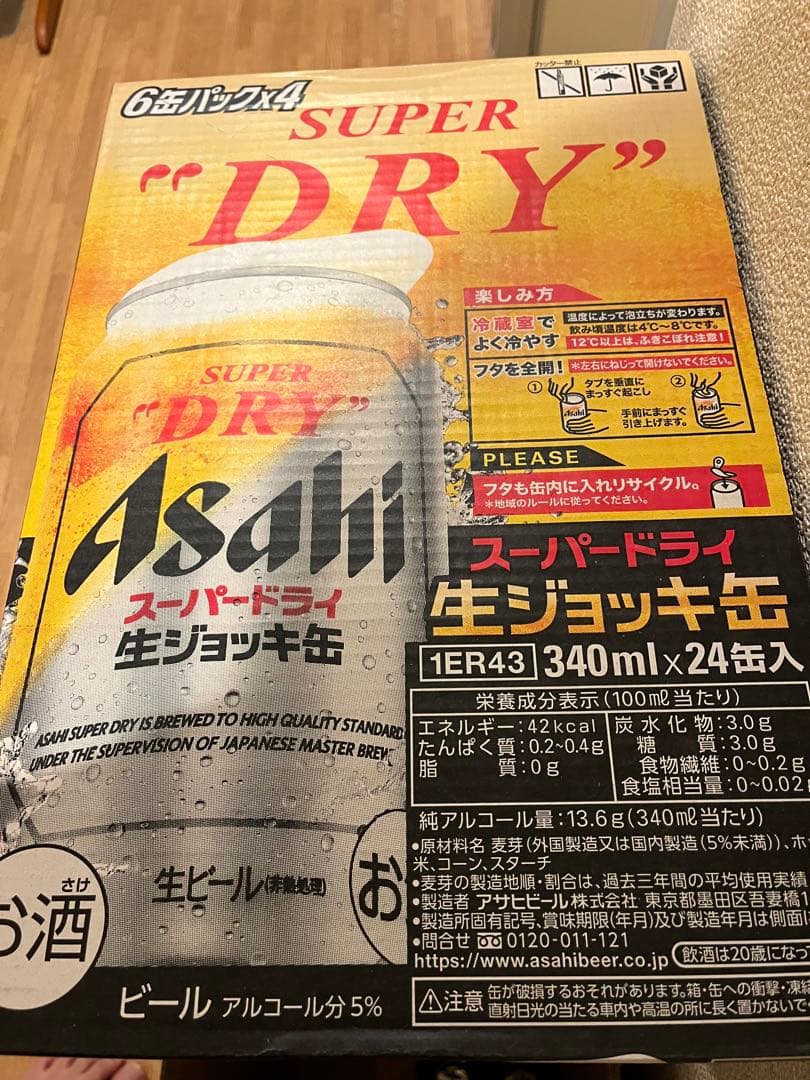 6缶パックx4
カッター禁止
SUPER
"DRY"
楽しみ方
冷蔵室で
よく冷やす
温度によって泡立ちが変わります。
飲み頃温度は4℃〜8℃です。
12℃以上は、ふきこぼれ注意!
フタを全開!
*左右にねじって開けないでください。
① タブを垂直に
まっすぐ起こし
②
手前にまっすぐ
引き上げます。
Asahi
Asahi
PLEASE
フタも缶内に入れリサイクル。
*地域のルールに従ってください。
SUPER
"DRY"
Asahi
スーパードライ
生ジョッキ缶
ASAHI SUPER DRY IS BREWED TO HIGH QUALITY STANDARD
UNDER THE SUPERVISION OF JAPANESE MASTER BREW
生ビール(非熱処理)
さけ
お酒
お
ビール アルコール分5%
スーパードライ
生ジョッキ缶
1ER43 340ml×24缶入
栄養成分表示(100ml当たり)
エネルギー:42kcal
たんぱく質:0.2~0.4g
脂質:0g
炭水化物:3.0g
糖質:3.0g
食物繊維:0~0.2g
食塩相当量:0~0.02g
純アルコール量:13.6g(340ml当たり)
•原材料名 麦芽(外国製造又は国内製造(5%未満))、ホ
米、コーン、スターチ
•麦芽の製造地順・割合は、過去三年間の平均使用実績
•製造者 アサヒビール株式会社 東京都墨田区吾妻橋1
•製造所固有記号、賞味期限(年月)及び製造年月は側面
•問合せ 0120-011-121
https://www.asahibeer.co.jp 飲酒は20歳になっ
注意 缶が破損するおそれがあります。箱・缶への衝撃・凍結
直射日光の当たる車内や高温の所に長く置かないで